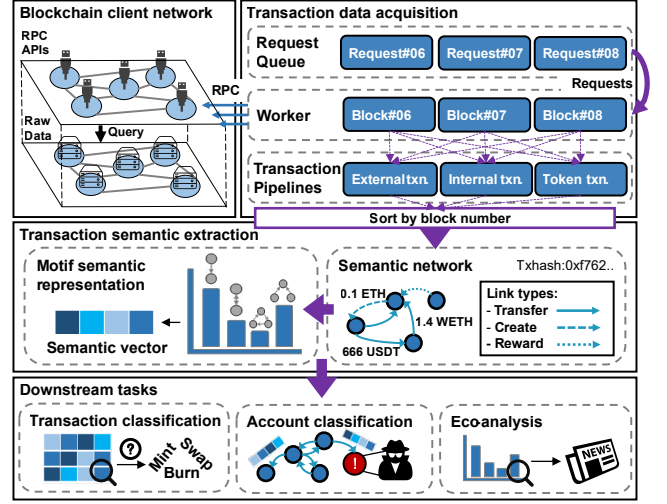 Blockchain client network
RPC
APIs
Raw
Data
Query
RPC
Transaction data acquisition
Request
Queue
Request#06
Request#07
Request#08
Requests
Worker
Block#06
Block#07
Block#08
Transaction
Pipelines
External txn.
Internal txn.
Token txn.
Sort by block number
Transaction semantic extraction
Motif semantic
representation
Semantic vector
Semantic network
Txhash:0xf762..
0.1 ETH
1.4 WETH
666 USDT
Link types:
- Transfer
- Create
- Reward
Downstream tasks
Transaction classification
?
Mint
Swap
Burn
Account classification
!
Eco-analysis
NEWS